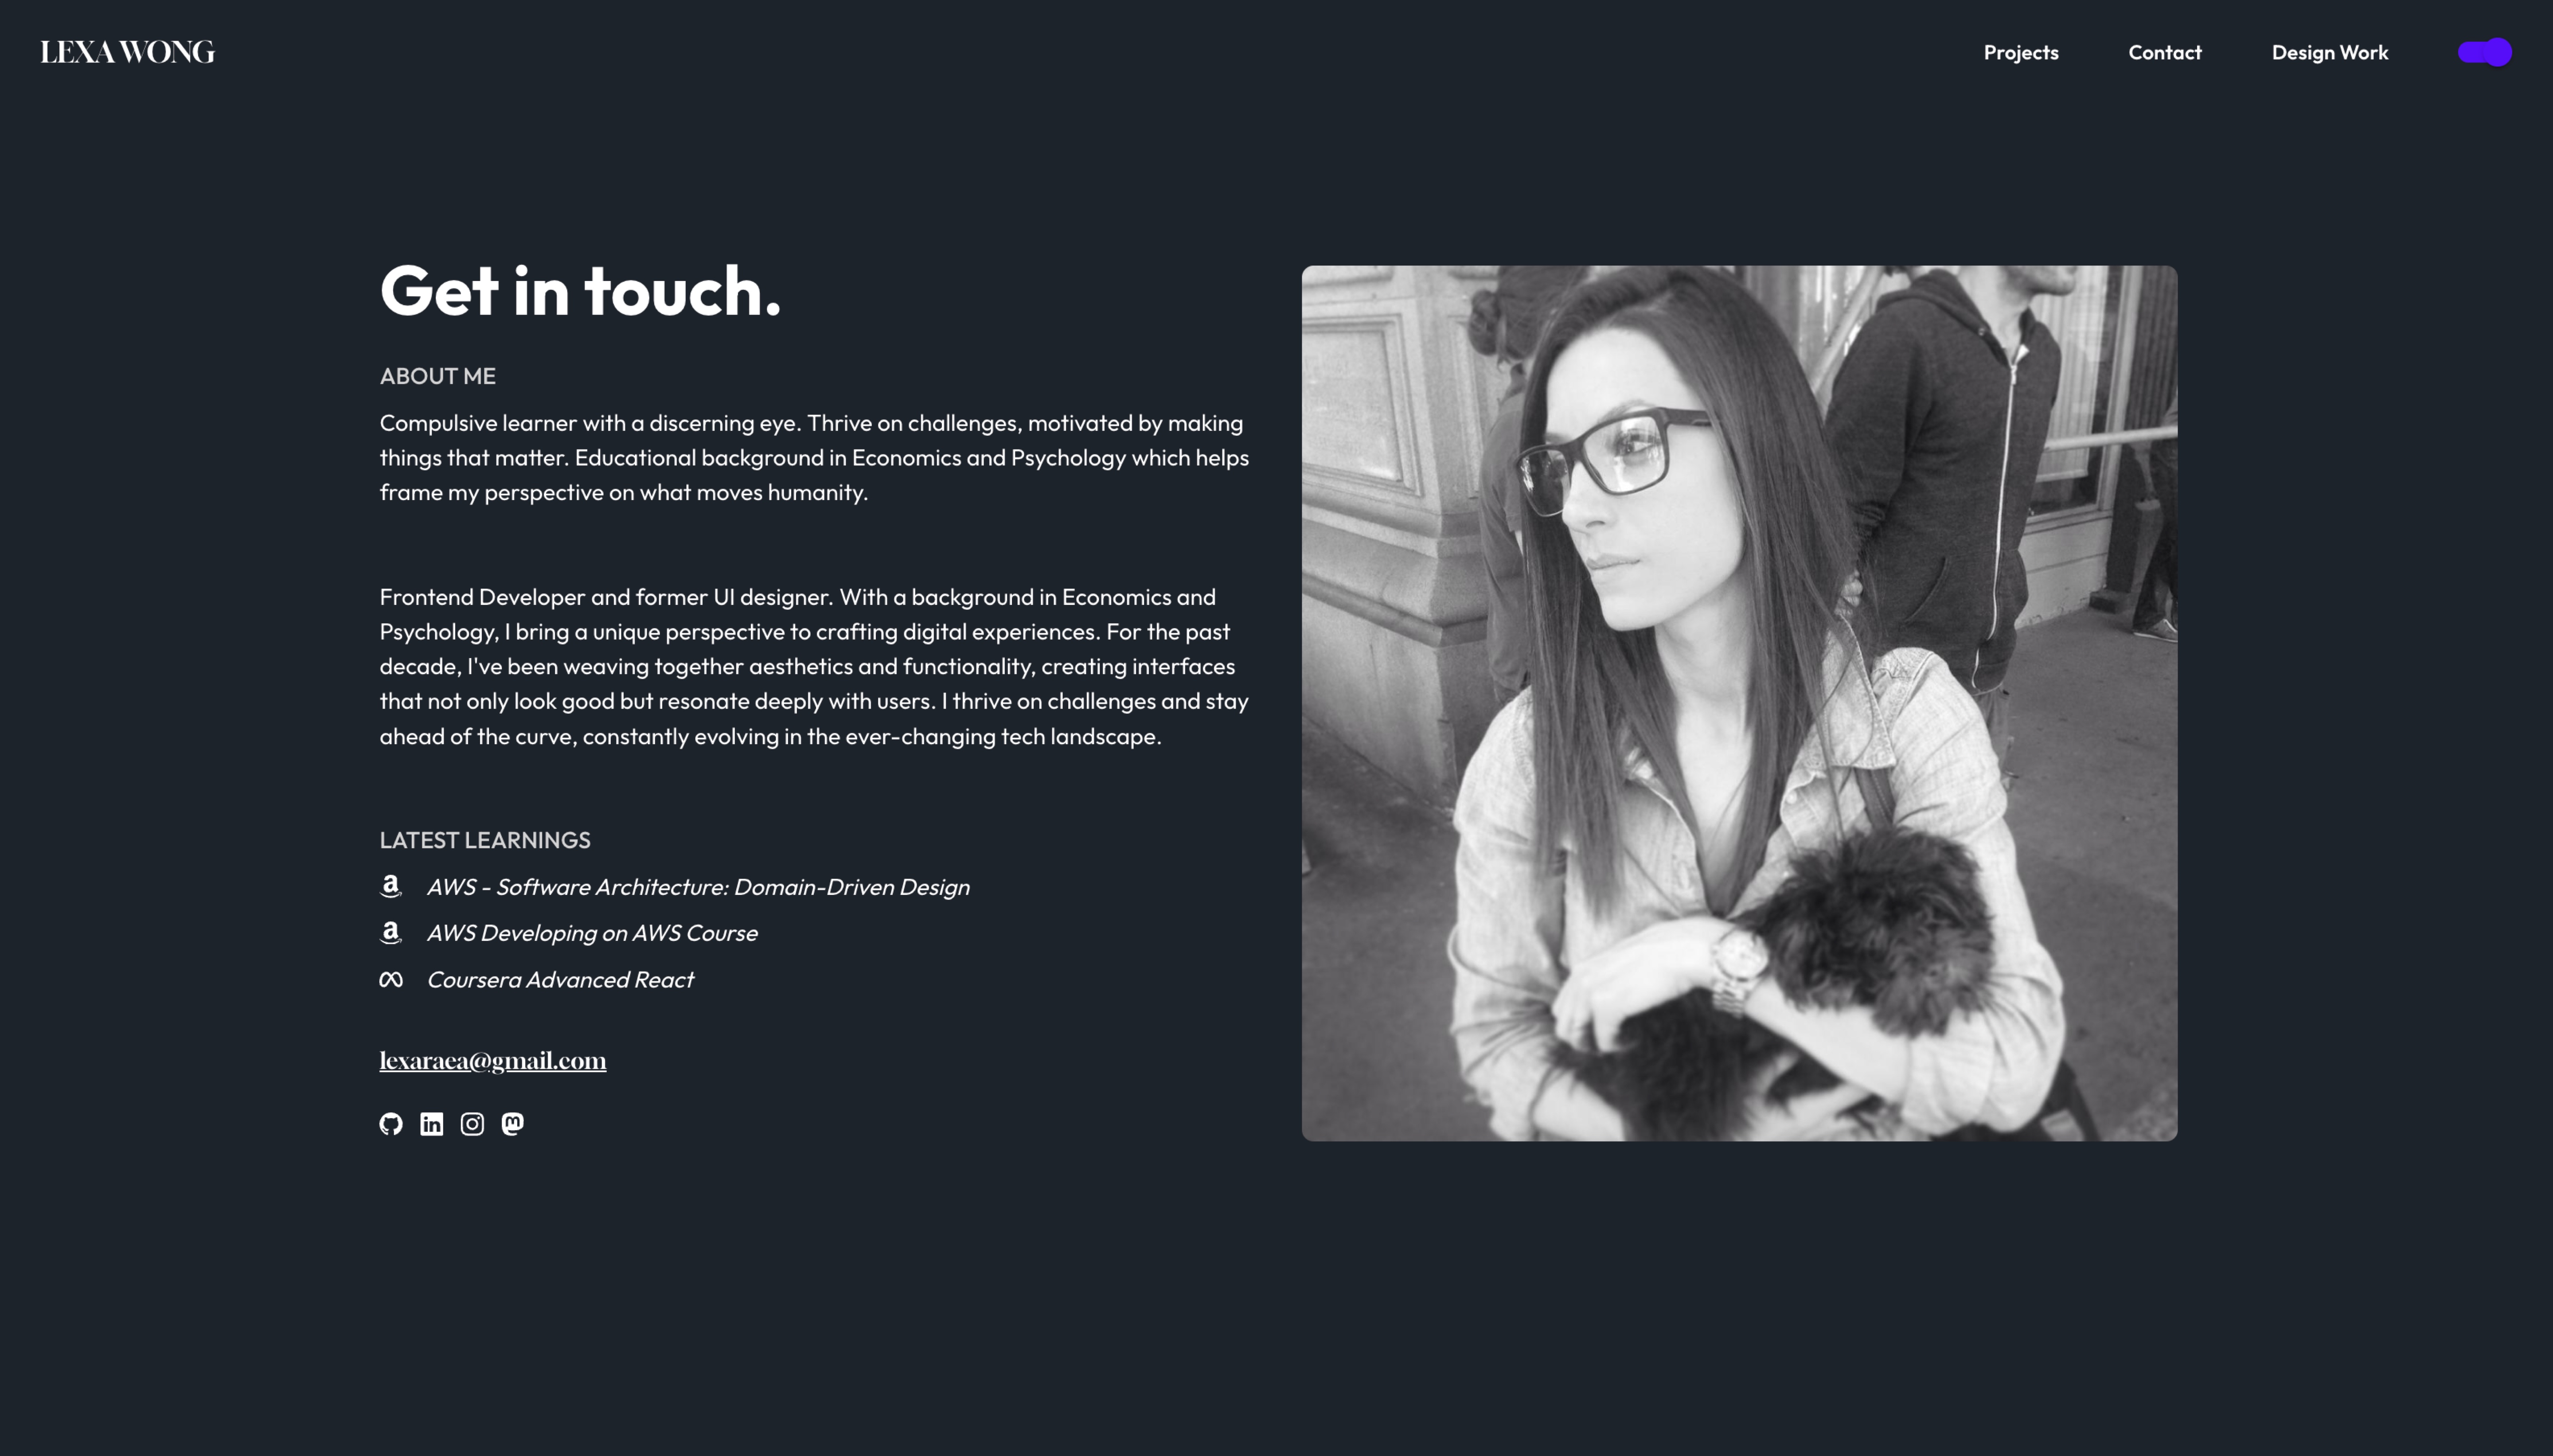 LEXA WONG
Projects
Contact
Design Work
Get in touch.
ABOUT ME
Compulsive learner with a discerning eye. Thrive on challenges, motivated by making
things that matter. Educational background in Economics and Psychology which helps
frame my perspective on what moves humanity.
Frontend Developer and former UI designer. With a background in Economics and
Psychology, I bring a unique perspective to crafting digital experiences. For the past
decade, I've been weaving together aesthetics and functionality, creating interfaces
that not only look good but resonate deeply with users. I thrive on challenges and stay
ahead of the curve, constantly evolving in the ever-changing tech landscape.
LATEST LEARNINGS
AWS - Software Architecture: Domain-Driven Design
AWS Developing on AWS Course
Coursera Advanced React
lexaraea@gmail.com